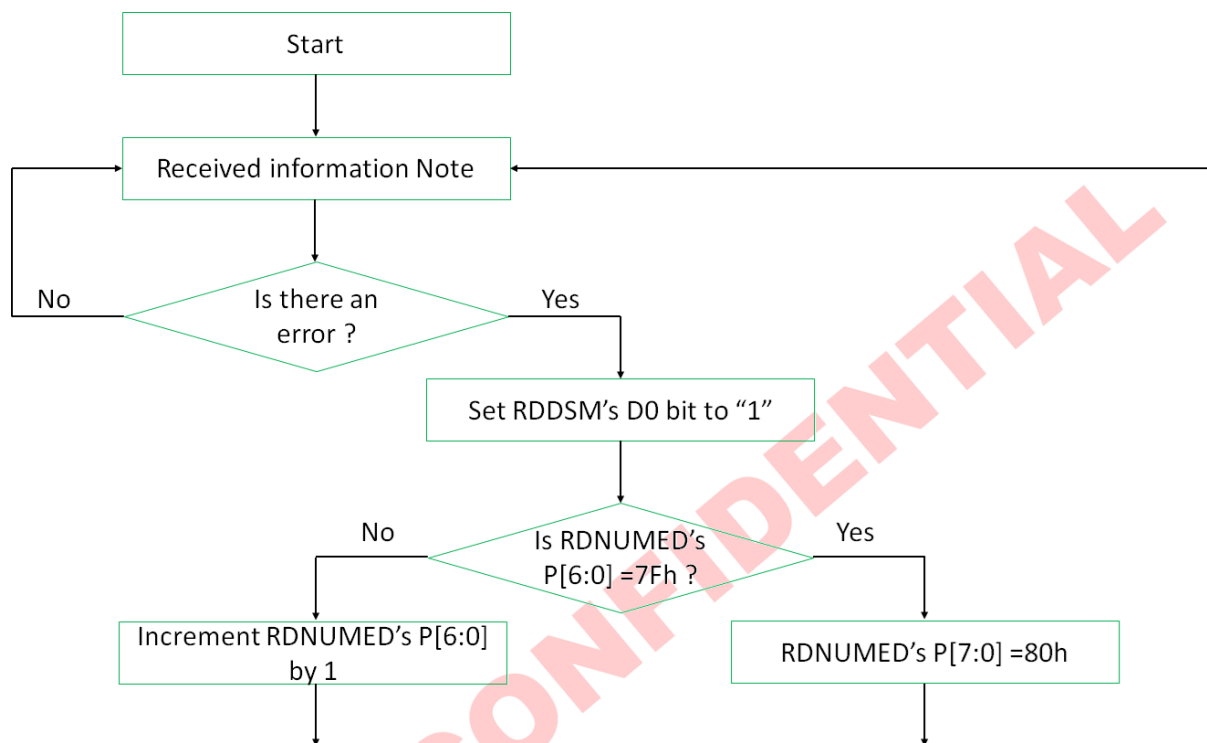 Start
Received information Note
Is there an
error ?
No
Yes
Set RDDSM’s D0 bit to “1”
Is RDNUMED’s
P[6:0] =7Fh ?
No
Yes
Increment RDNUMED’s P[6:0]
by 1
RDNUMED’s P[7:0] =80h
CONFIDENTIAL